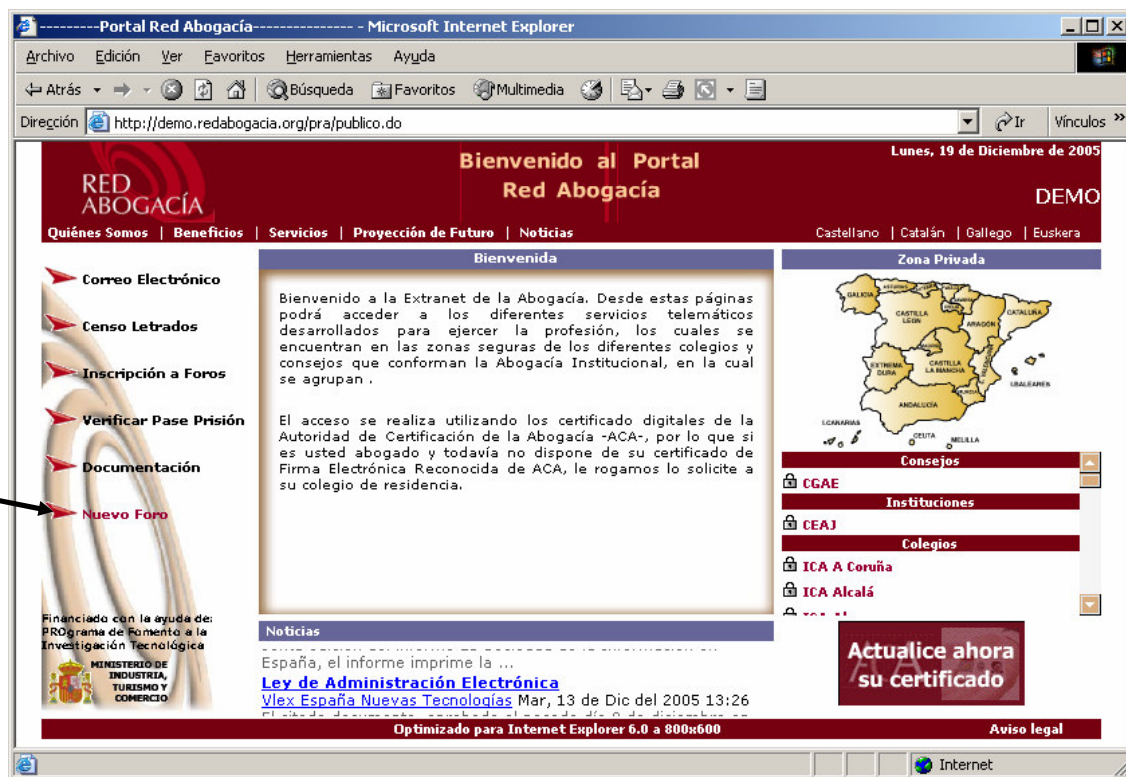 ---------Portal Red Abogacía--------------- - Microsoft Internet Explorer
Archivo Edición Ver Favoritos Herramientas Ayuda
Atrás Búsqueda Favoritos Multimedia
Dirección http://demo.redabogacia.org/pra/publico.do Ir Vínculos »
RED
ABOGACÍA
Bienvenido al Portal
Red Abogacía
Lunes, 19 de Diciembre de 2005
DEMO
Quiénes Somos | Beneficios | Servicios | Proyección de Futuro | Noticias
Castellano | Catalán | Gallego | Euskera
Correo Electrónico
Censo Letrados
Inscripción a Foros
Verificar Pase Prisión
Documentación
Nuevo Foro
Financiado con la ayuda de:
PROgrama de Fomento a la
Investigación Tecnológica
MINISTERIO DE
INDUSTRIA,
TURISMO Y
COMERCIO
Bienvenida
Bienvenido a la Extranet de la Abogacía. Desde estas páginas
podrá acceder a los diferentes servicios telemáticos
desarrollados para ejercer la profesión, los cuales se
encuentran en las zonas seguras de los diferentes colegios y
consejos que conforman la Abogacía Institucional, en la cual
se agrupan .
El acceso se realiza utilizando los certificado digitales de la
Autoridad de Certificación de la Abogacía -ACA-, por lo que si
es usted abogado y todavía no dispone de su certificado de
Firma Electrónica Reconocida de ACA, le rogamos lo solicite a
su colegio de residencia.
Noticias
España, el informe imprime la ...
Ley de Administración Electrónica
Vlex España Nuevas Tecnologías Mar, 13 de Dic del 2005 13:26
Zona Privada
GALICIA
ASTURIAS
CASTILLA
LEON
ARAGON
CATALUÑA
EXTREMA
DURA
CASTILLA
LA MANCHA
MURCIA
I.BALEARES
ANDALUCÍA
I.CANARIAS
CEUTA
MELILLA
Consejos
CGAE
Instituciones
CEAJ
Colegios
ICA A Coruña
ICA Alcalá
Actualice ahora
su certificado
Optimizado para Internet Explorer 6.0 a 800x600
Aviso legal
Internet